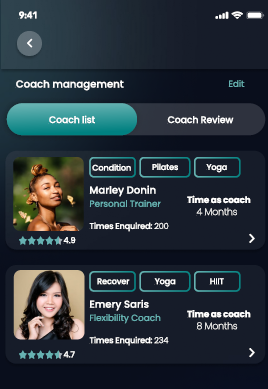 9:41
Coach management
Edit
Coach list
Coach Review
Condition
Pilates
Yoga
Marley Donin
Personal Trainer
Time as coach
4 Months
Times Enquired: 200
4.9
Recover
Yoga
HIIT
Emery Saris
Flexibility Coach
Time as coach
8 Months
Times Enquired: 234
4.7